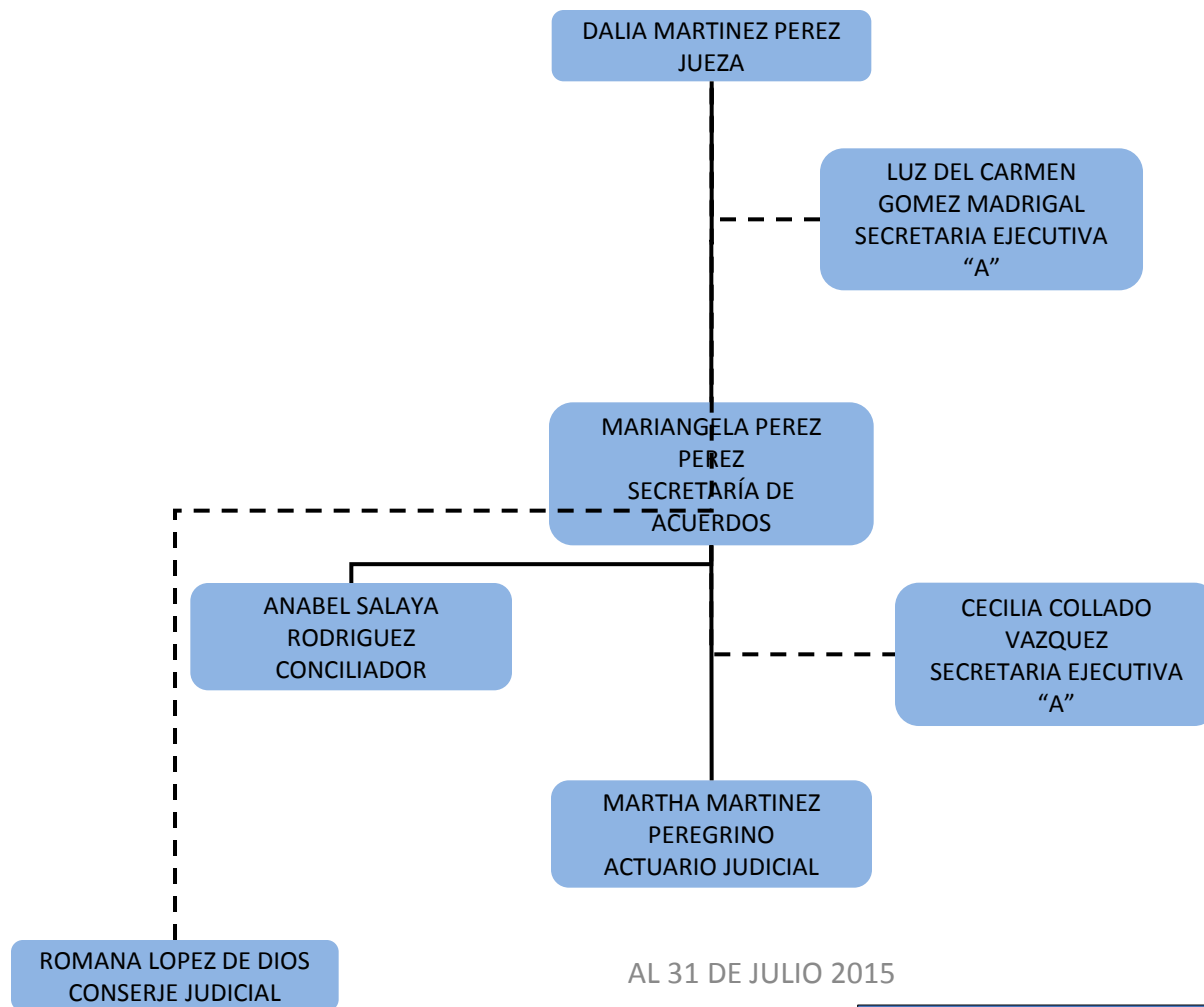 DALIA MARTINEZ PEREZ
JUEZA
LUZ DEL CARMEN
GOMEZ MADRIGAL
SECRETARIA EJECUTIVA
“A”
MARIANGELA PEREZ
PEREZ
SECRETARÍA DE
ACUERDOS
ANABEL SALAYA
RODRIGUEZ
CONCILIADOR
CECILIA COLLADO
VAZQUEZ
SECRETARIA EJECUTIVA
“A”
MARTHA MARTINEZ
PEREGRINO
ACTUARIO JUDICIAL
ROMANA LOPEZ DE DIOS
CONSERJE JUDICIAL
AL 31 DE JULIO 2015